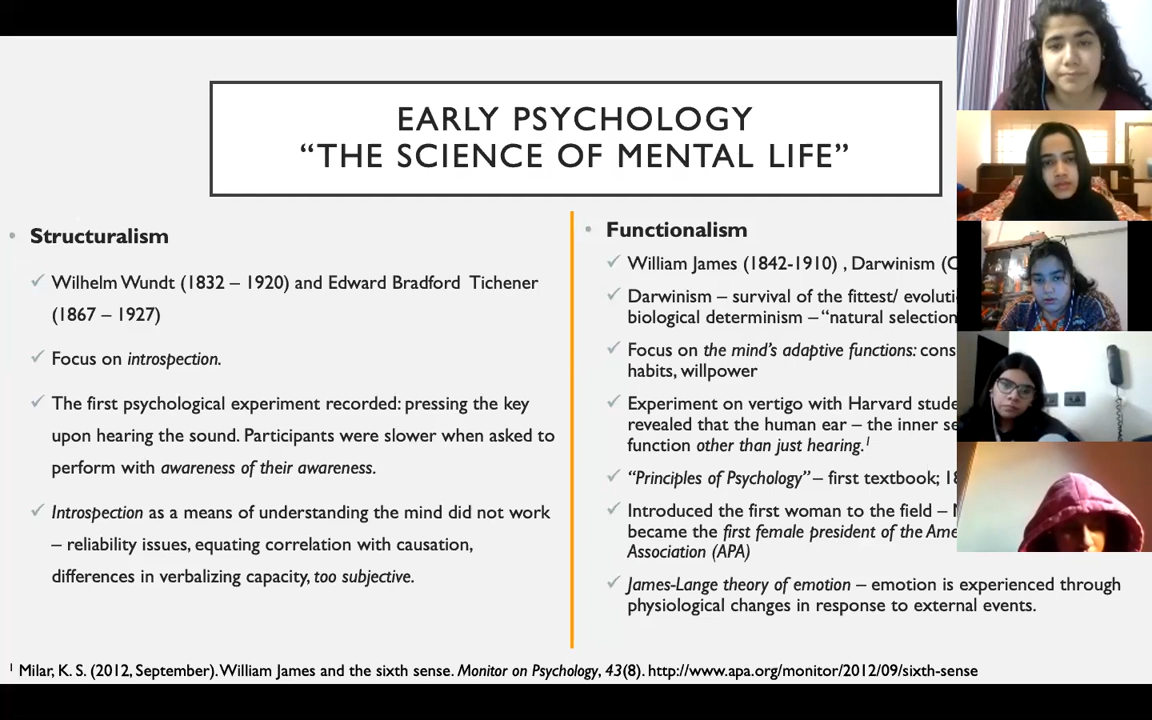 EARLY PSYCHOLOGY
“THE SCIENCE OF MENTAL LIFE”
Structuralism
Wilhelm Wundt (1832 – 1920) and Edward Bradford Tichener
(1867 – 1927)
Focus on introspection.
The first psychological experiment recorded: pressing the key
upon hearing the sound. Participants were slower when asked to
perform with awareness of their awareness.
Introspection as a means of understanding the mind did not work
– reliability issues, equating correlation with causation,
differences in verbalizing capacity, too subjective.
Functionalism
William James (1842-1910) , Darwinism
Darwinism – survival of the fittest/
biological determinism – “natural selection
Focus on the mind’s adaptive functions:
habits, willpower
Experiment on vertigo with Harvard
revealed that the human ear – the inner
function other than just hearing.1
“Principles of Psychology” – first textbook;
Introduced the first woman to the field –
became the first female president of the
Association (APA)
James-Lange theory of emotion – emotion is experienced through
physiological changes in response to external events.
1 Milar, K. S. (2012, September). William James and the sixth sense. Monitor on Psychology, 43(8). http://www.apa.org/monitor/2012/09/sixth-sense